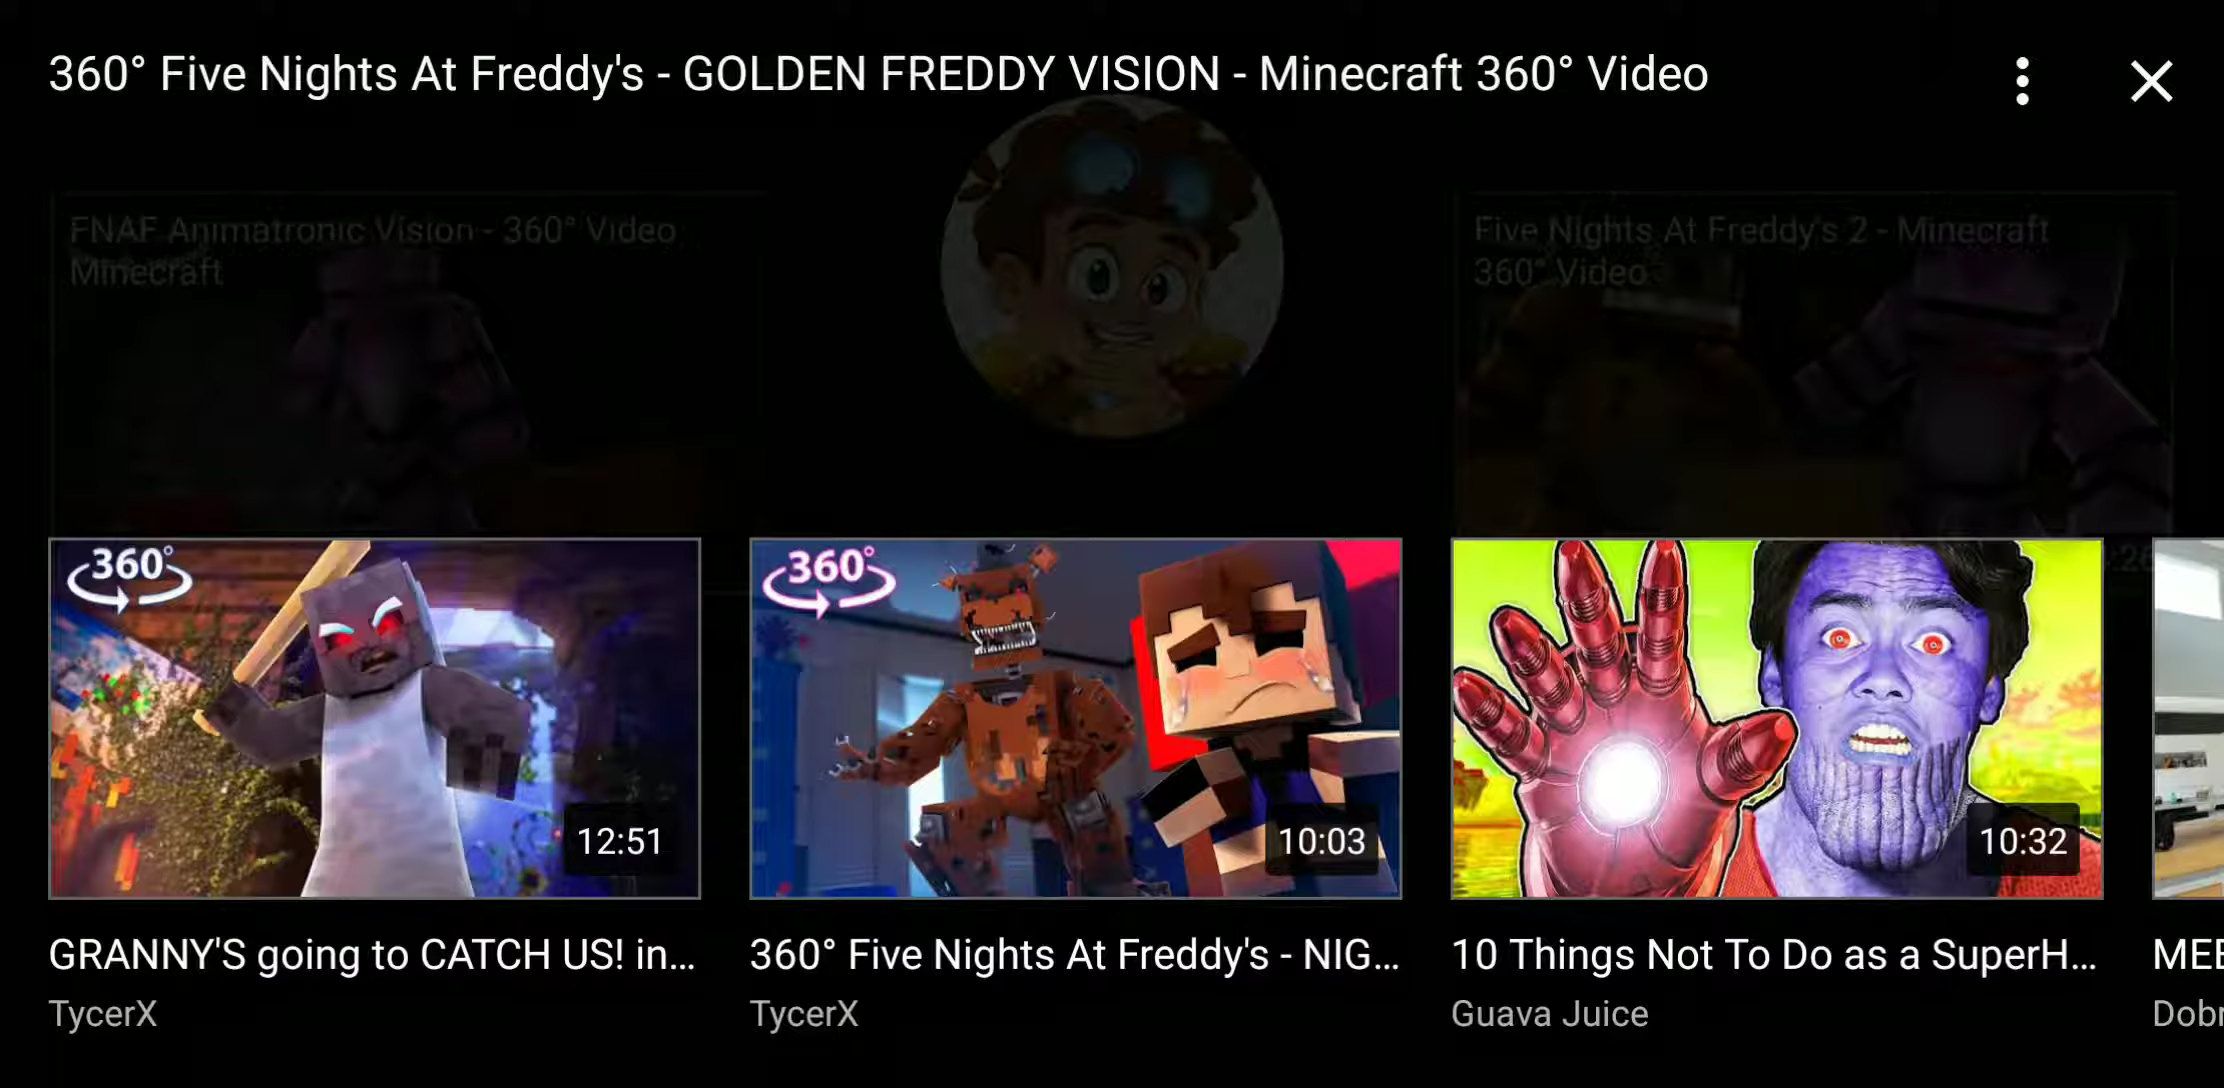 360° Five Nights At Freddy's - GOLDEN FREDDY VISION - Minecraft 360° Video
FNAF Animatronic Vision - 360° Video
Minecraft
Five Nights At Freddy's 2 - Minecraft
360° Video
360°
12:51
360°
10:03
10:32
GRANNY'S going to CATCH US! in...
TycerX
360° Five Nights At Freddy's - NIG...
TycerX
10 Things Not To Do as a SuperH...
Guava Juice